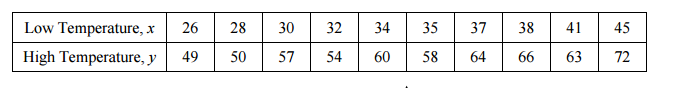 Low Temperature, x 26 28 30 32 34 35 37 38 41 45
High Temperature, y 49 50 57 54 60 58 64 66 63 72